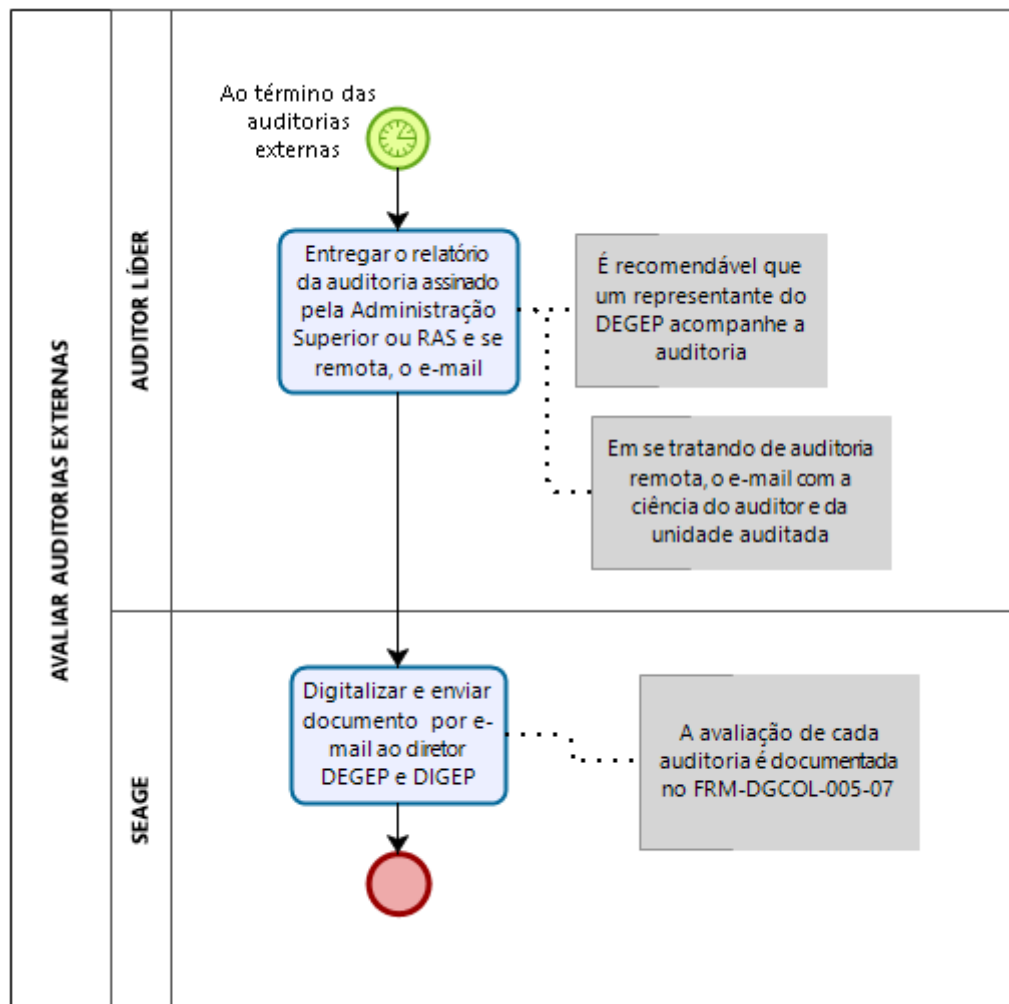 AVALIAR AUDITORIAS EXTERNAS
AUDITOR LÍDER
Ao término das
auditorias
externas
Entregar o relatório
da auditoria assinado
pela Administração
Superior ou RAS e se
remota, o e-mail
É recomendável que
um representante do
DEGEP acompanhe a
auditoria
Em se tratando de auditoria
remota, o e-mail com a
ciência do auditor e da
unidade auditada
SEAGE
Digitalizar e enviar
documento por e-
mail ao diretor
DEGEP e DIGEP
A avaliação de cada
auditoria é documentada
no FRM-DGCOL-005-07